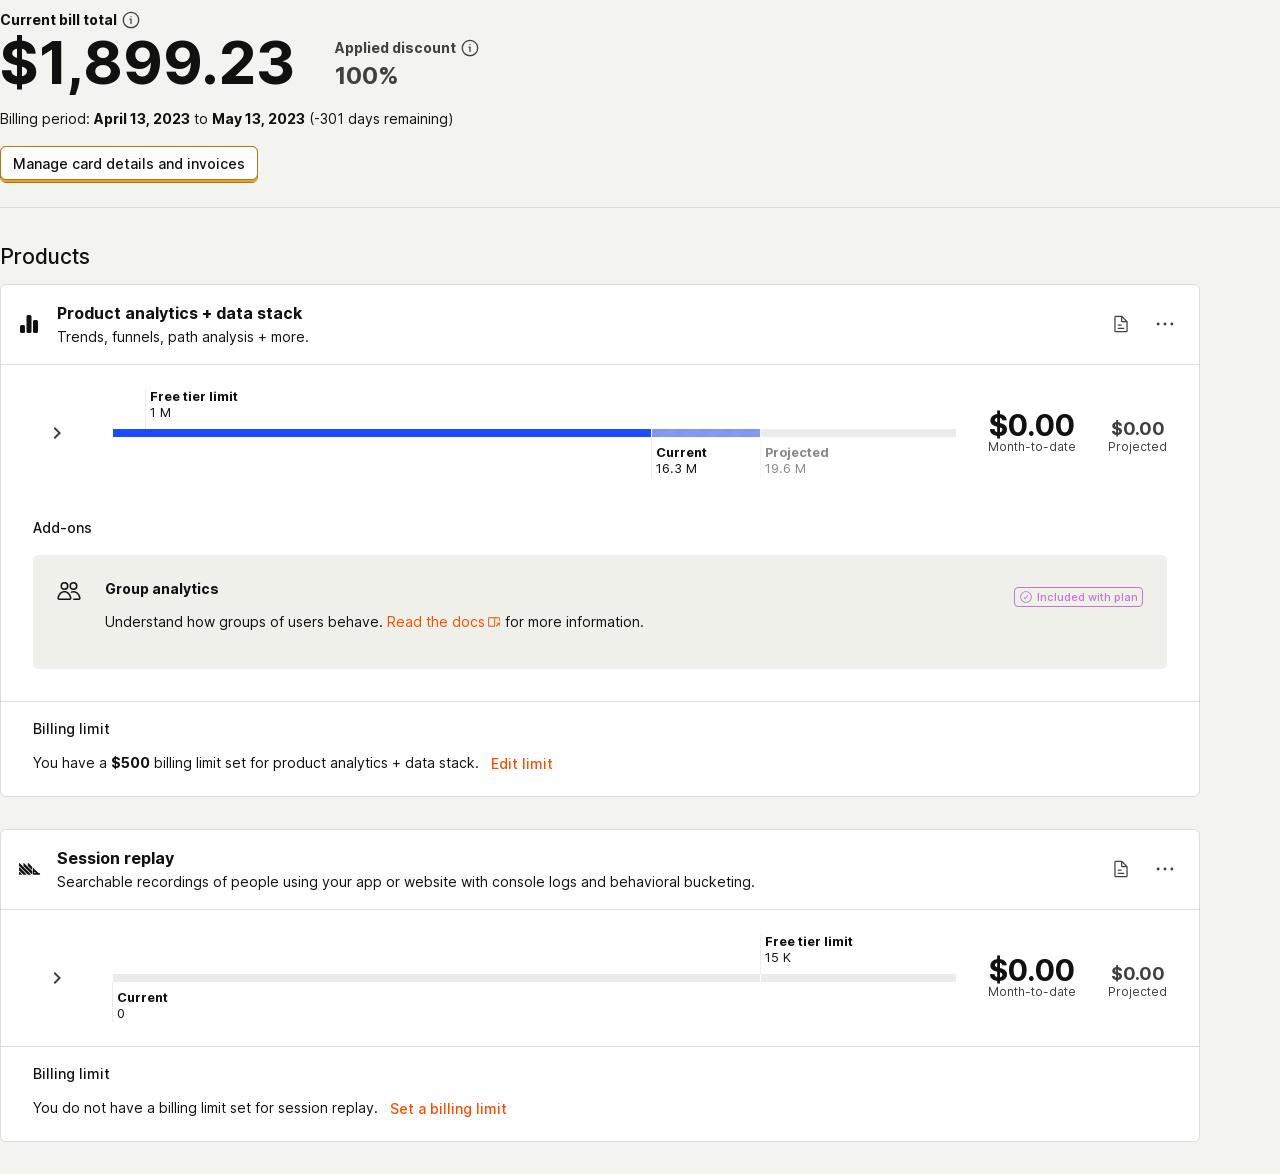 Current bill total
$1,899.23
Applied discount
100%
Billing period: April 13, 2023 to May 13, 2023 (-301 days remaining)
Manage card details and invoices
Products
Product analytics + data stack
Trends, funnels, path analysis + more.
Free tier limit
1 M
Current
16.3 M
Projected
19.6 M
$0.00
Month-to-date
$0.00
Projected
Add-ons
Group analytics
Included with plan
Understand how groups of users behave. Read the docs for more information.
Billing limit
You have a $500 billing limit set for product analytics + data stack. Edit limit
Session replay
Searchable recordings of people using your app or website with console logs and behavioral bucketing.
Free tier limit
15 K
Current
0
$0.00
Month-to-date
$0.00
Projected
Billing limit
You do not have a billing limit set for session replay. Set a billing limit